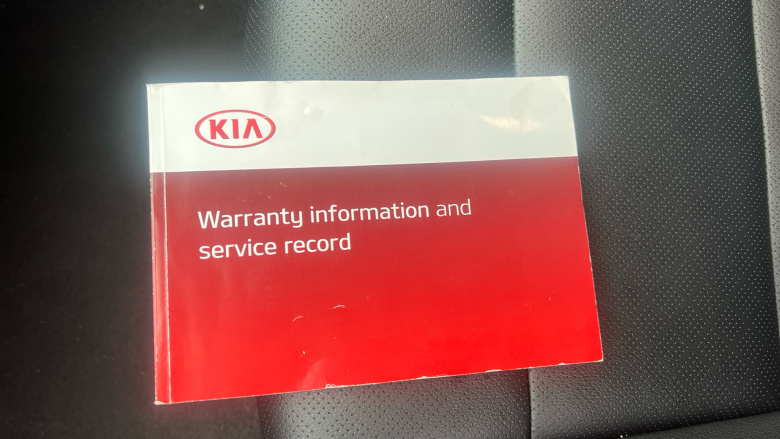 KIA
Warranty information and
service record